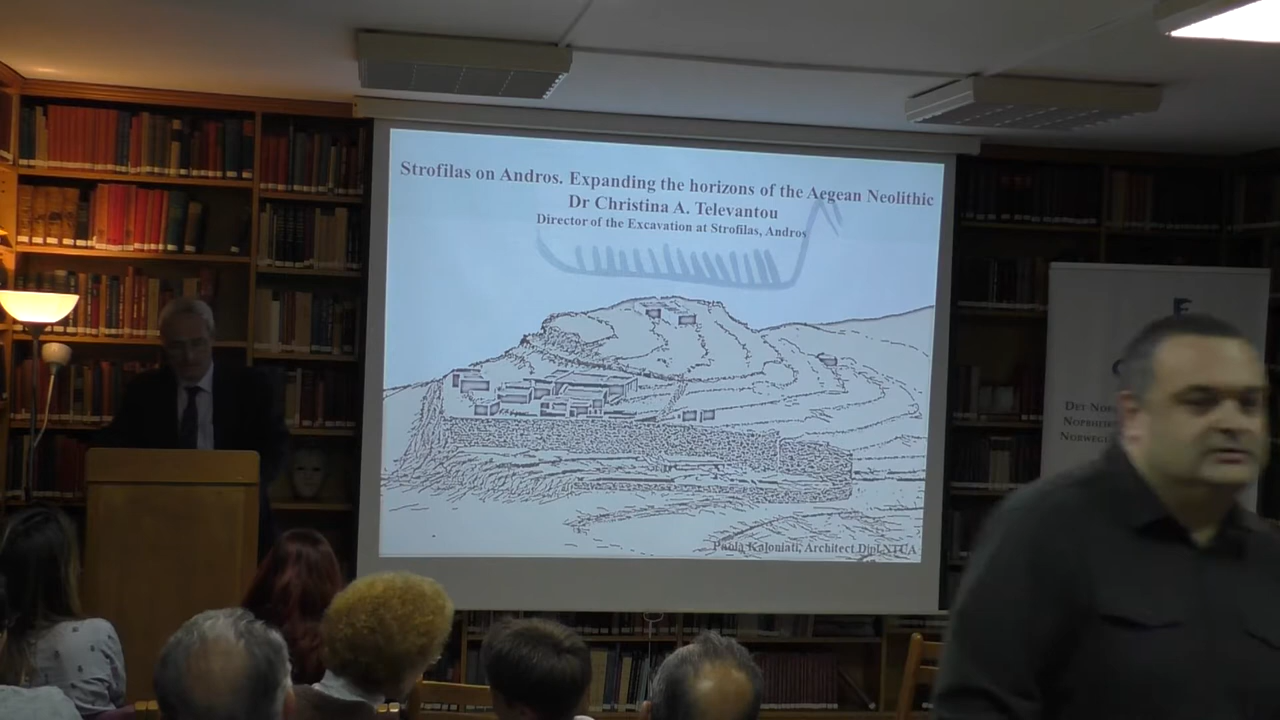 Strofilas on Andros. Expanding the horizons of the Aegean Neolithic
Dr Christina A. Televantou
Director of the Excavation at Strofilas, Andros
Paola Kaloniati, Architect Dipl.NTUA